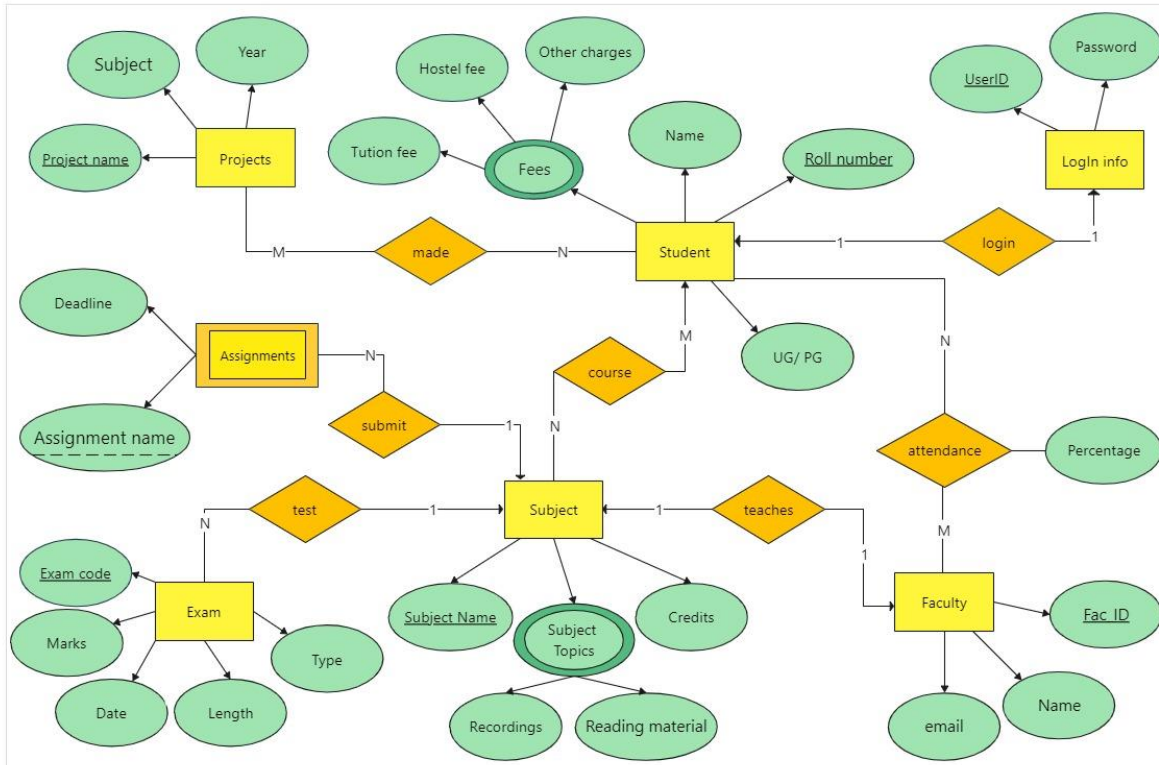 Subject
Year
Hostel fee
Other charges
Password
UserID
Project name
Projects
Tution fee
Fees
Name
Roll number
LogIn info
M
made
N
Student
1
login
1
Deadline
Assignments
N
M
N
course
UG/ PG
Assignment name
submit
1
N
attendance
Percentage
test
1
Subject
1
teaches
N
M
1
Exam code
Exam
Marks
Type
Date
Length
Subject Name
Subject
Topics
Credits
Recordings
Reading material
Faculty
Fac_ID
email
Name